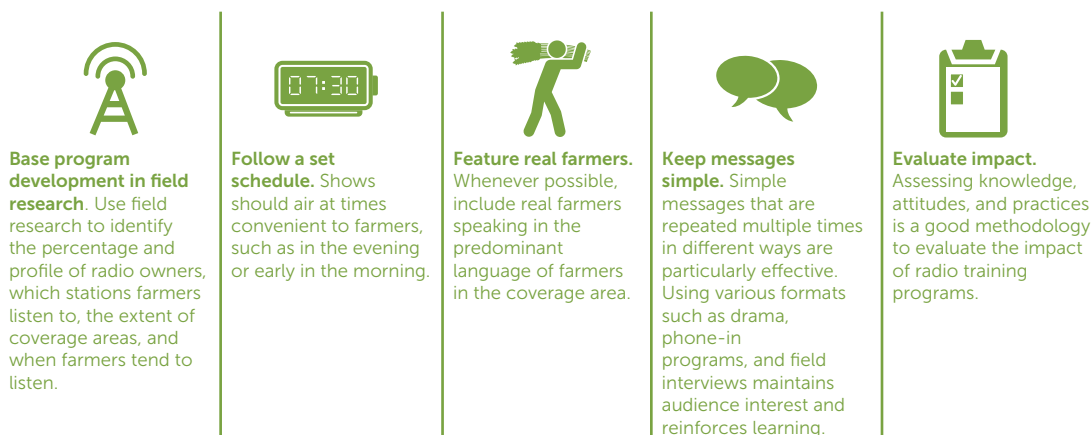 07:30
Base program
development in field
research. Use field
research to identify
the percentage and
profile of radio owners,
which stations farmers
listen to, the extent of
coverage areas, and
when farmers tend to
listen.
Follow a set
schedule. Shows
should air at times
convenient to farmers,
such as in the evening
or early in the morning.
Feature real farmers.
Whenever possible,
include real farmers
speaking in the
predominant
language of farmers
in the coverage area.
Keep messages
simple. Simple
messages that are
repeated multiple times
in different ways are
particularly effective.
Using various formats
such as drama,
phone-in
programs, and field
interviews maintains
audience interest and
reinforces learning.
Evaluate impact.
Assessing knowledge,
attitudes, and practices
is a good methodology
to evaluate the impact
of radio training
programs.